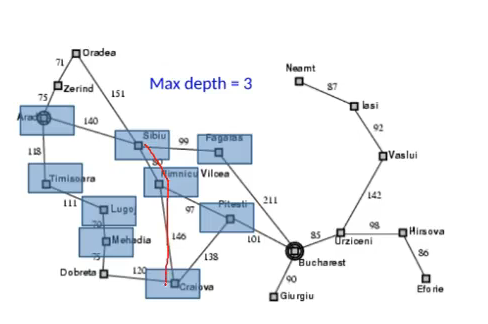 Oradea
Neamt
71
Max depth = 3
87
Zerind
151
Iasi
75
Arad
140
92
Sibiu
99
Fagaras
118
Vaslui
80
Timisoara
Rimnicu Vilcea
111
211
142
Lugoj
97
Pitesti
70
98
Hirsova
85
146
101
Urziceni
Mehadia
86
138
75
Bucharest
Dobreta
120
90
Craiova
Eforie
Giurgiu